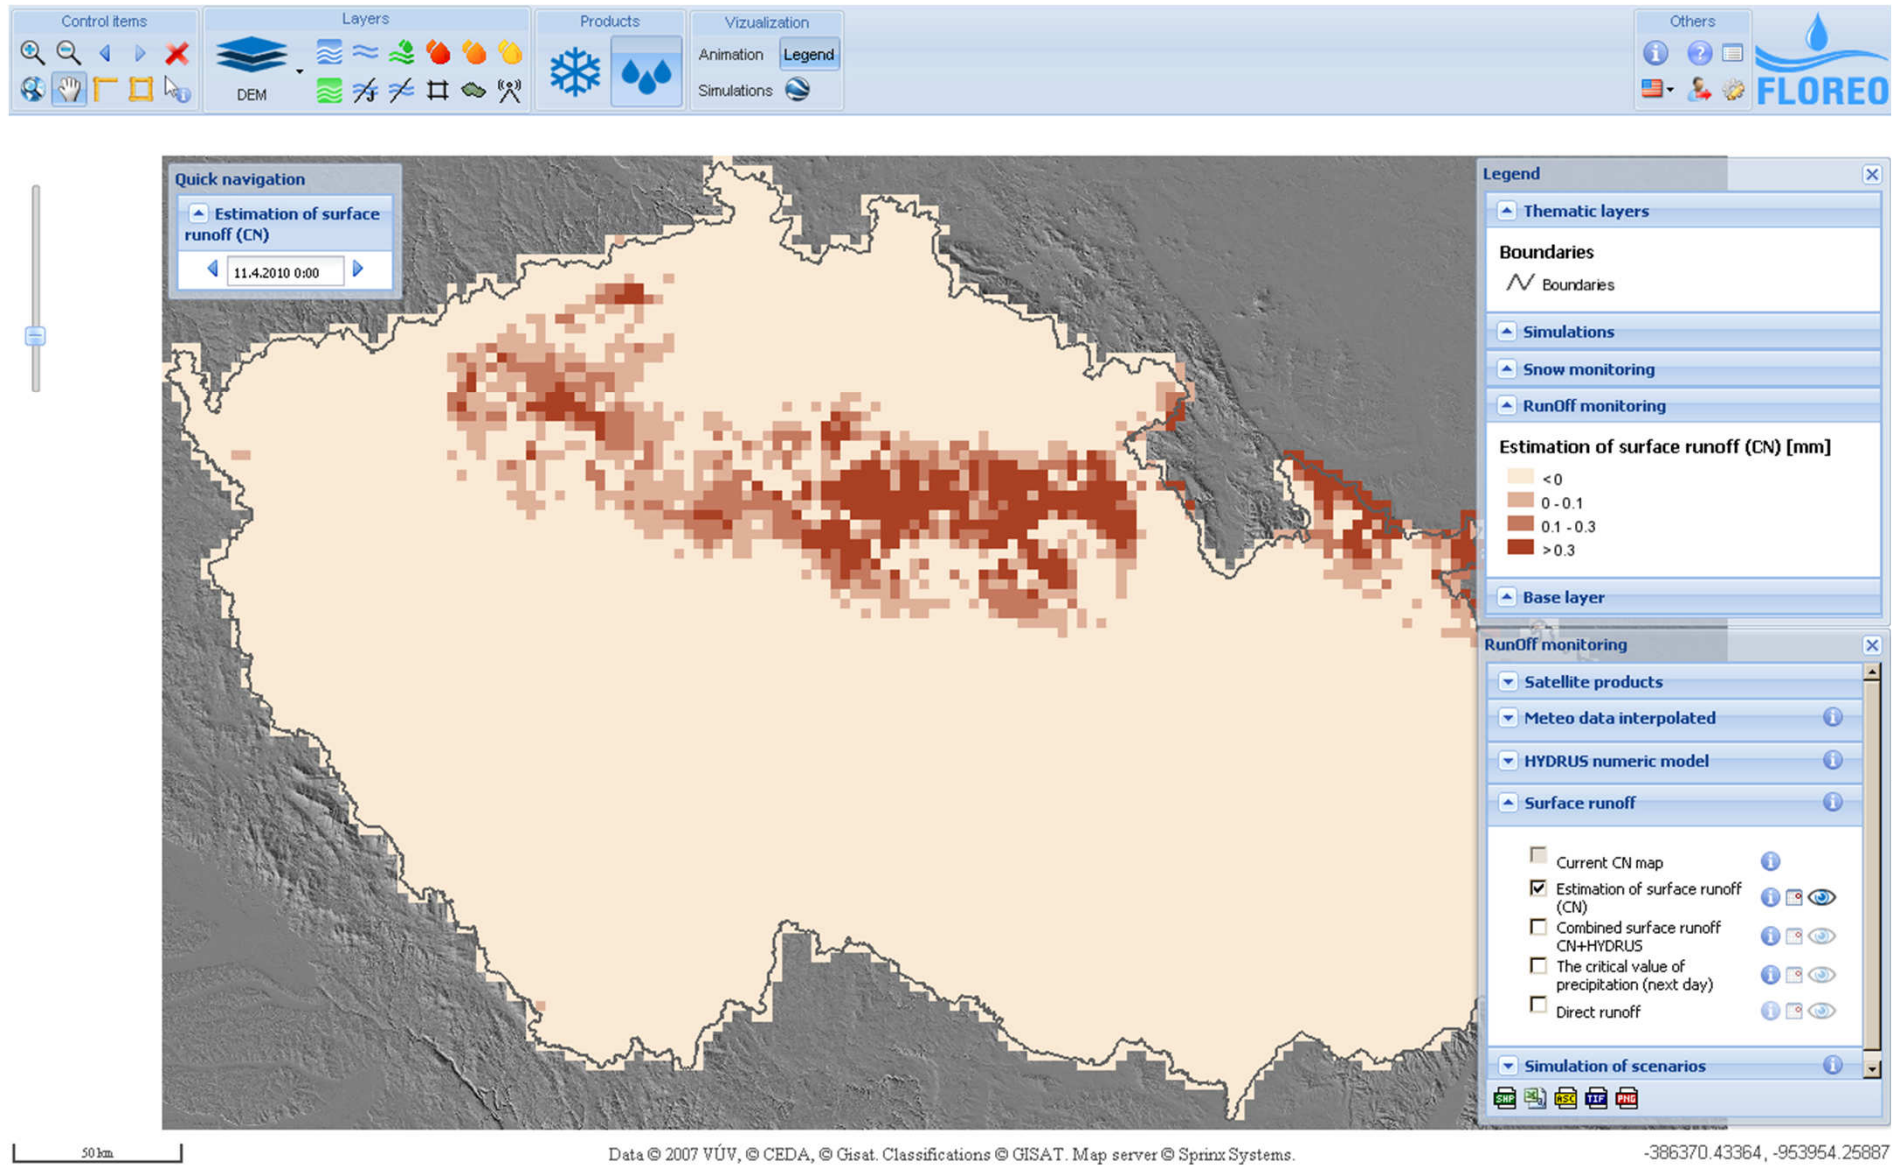 Control items
Layers
Products
Vizualization
Others
DEM
Animation
Legend
Simulations
FLOREO
Quick navigation
Estimation of surface
runoff (CN)
11.4.2010 0:00
Legend
Thematic layers
Boundaries
Boundaries
Simulations
Snow monitoring
RunOff monitoring
Estimation of surface runoff (CN) [mm]
<0
0 - 0.1
0.1 - 0.3
>0.3
Base layer
RunOff monitoring
Satellite products
Meteo data interpolated
HYDRUS numeric model
Surface runoff
Current CN map
Estimation of surface runoff
(CN)
Combined surface runoff
CN+HYDRUS
The critical value of
precipitation (next day)
Direct runoff
Simulation of scenarios
SHP
ASC
TIF
PNG
50 km
Data © 2007 VÚV, © CEDA, © Gisat. Classifications © GISAT. Map server © Sprinx Systems.
-386370.43364, -953954.25887